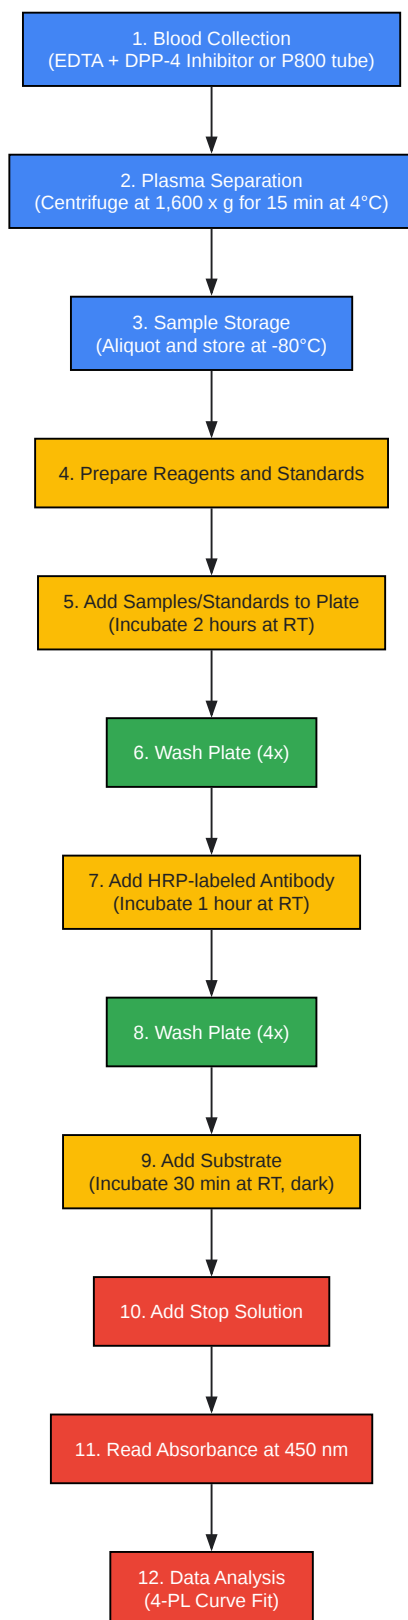 1. Blood Collection
(EDTA + DPP-4 Inhibitor or P800 tube)
2. Plasma Separation
(Centrifuge at 1,600 x g for 15 min at 4°C)
3. Sample Storage
(Aliquot and store at -80°C)
4. Prepare Reagents and Standards
5. Add Samples/Standards to Plate
(Incubate 2 hours at RT)
6. Wash Plate (4x)
7. Add HRP-labeled Antibody
(Incubate 1 hour at RT)
8. Wash Plate (4x)
9. Add Substrate
(Incubate 30 min at RT, dark)
10. Add Stop Solution
11. Read Absorbance at 450 nm
12. Data Analysis
(4-PL Curve Fit)